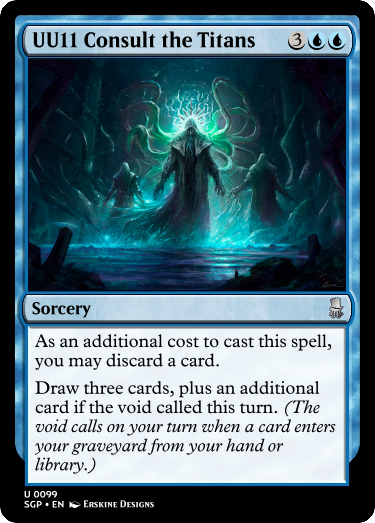 UU11 Consult the Titans 3
Sorcery
As an additional cost to cast this spell,
you may discard a card.
Draw three cards, plus an additional
card if the void called this turn. (The
void calls on your turn when a card enters
your graveyard from your hand or
library.)
U 0099
SGP • EN Erskine Designs